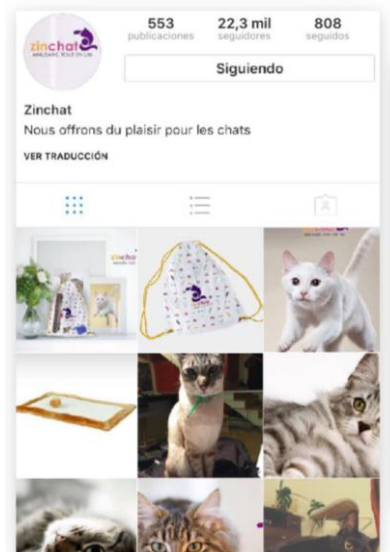 553 22,3 mil 808
publicaciones seguidores seguidos
zinchat
Siguiendo
Zinchat
Nous offrons du plaisir pour les chats
VER TRADUCCIÓN
zinchat